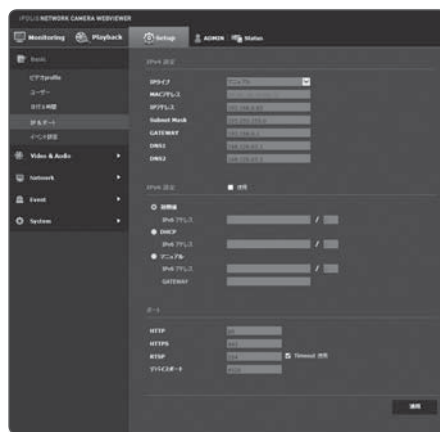 iPOLiS NETWORK CAMERA WEBVIEWER
Monitoring Playback Setup ADMIN Status
Basic
ビデオprofile
ユーザー
日付&時間
IP &ポート
イベント設定
Video & Audio
Network
Event
System
IPv4 設定
IPタイプ マニュアル
MACアドレス
IPアドレス
Subnet Mask
GATEWAY
DNS1
DNS2
IPv6 設定 使用
初期値
IPv6 アドレス /
DHCP
IPv6 アドレス /
マニュアル
IPv6 アドレス /
GATEWAY
ポート
HTTP
HTTPS
RTSP Timeout 使用
デバイスポート
適用